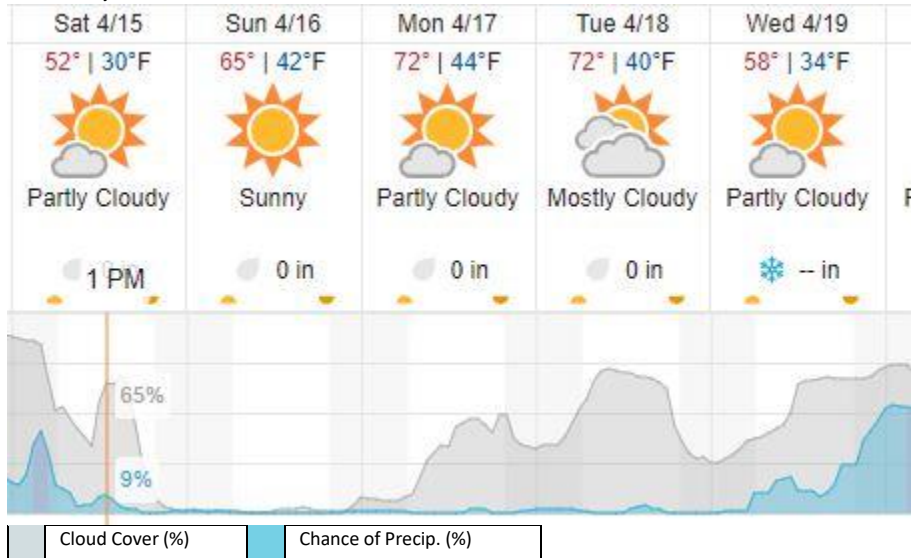 Sat 4/15 Sun 4/16 Mon 4/17 Tue 4/18 Wed 4/19
52° | 30°F 65° | 42°F 72° | 44°F 72° | 40°F 58° | 34°F
Partly Cloudy Sunny Partly Cloudy Mostly Cloudy Partly Cloudy
1 PM 0 in 0 in 0 in -- in
65%
9%
Cloud Cover (%) Chance of Precip. (%)